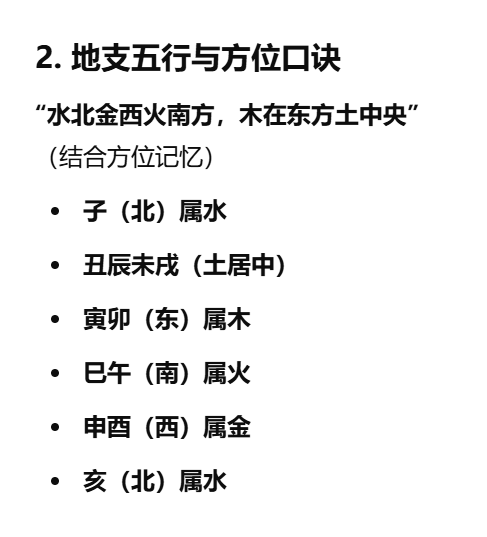 2. 地支五行与方位口诀
“水北金西火南方，木在东方土中央”
（结合方位记忆）
• 子（北）属水
• 丑辰未戌（土居中）
• 寅卯（东）属木
• 巳午（南）属火
• 申酉（西）属金
• 亥（北）属水